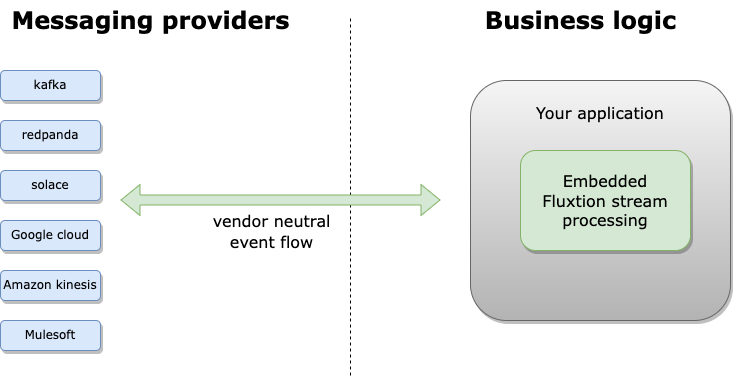 Messaging providers
Business logic
kafka
redpanda
solace
Google cloud
Amazon kinesis
Mulesoft
vendor neutral
event flow
Your application
Embedded
Fluxtion stream
processing